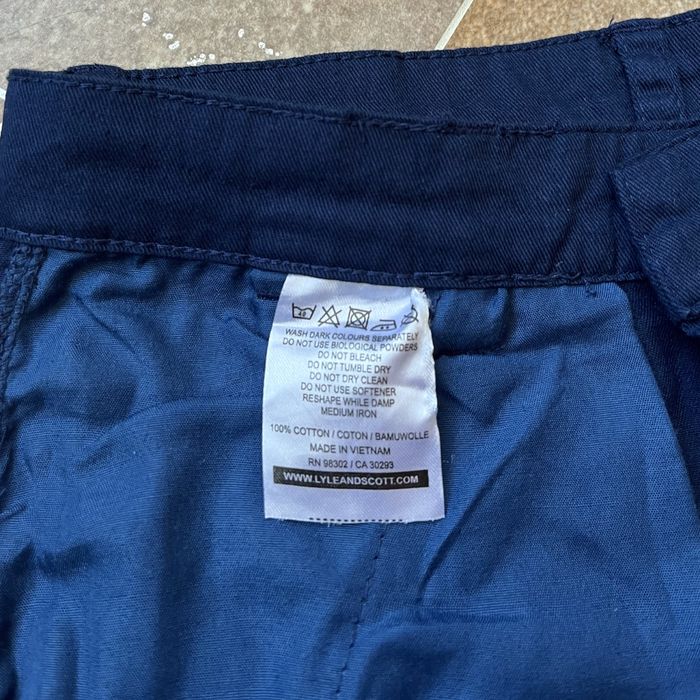 WASH DARK COLOURS SEPARATELY
DO NOT USE BIOLOGICAL POWDERS
DO NOT BLEACH
DO NOT TUMBLE DRY
DO NOT DRY CLEAN
DO NOT USE SOFTENER
RESHAPE WHILE DAMP
MEDIUM IRON
100% COTTON / COTON / BAMUWOLLE
MADE IN VIETNAM
RN 98302 / CA 30293
WWW.LYLEANDSCOTT.COM